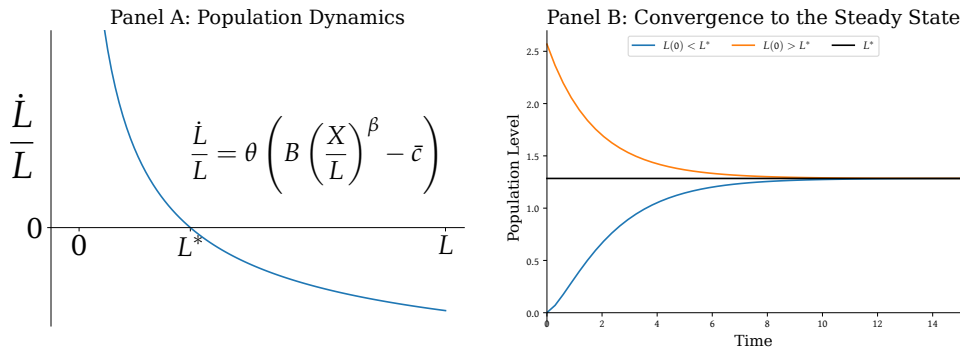 Panel A: Population Dynamics
L̇/L
L̇/L = θ ( B (X/L)^β − c̄ )
0
0 L* L
Panel B: Convergence to the Steady State
L(0) < L* L(0) > L* L*
Population Level
2.5
2.0
1.5
1.0
0.5
0.0
0 2 4 6 8 10 12 14
Time